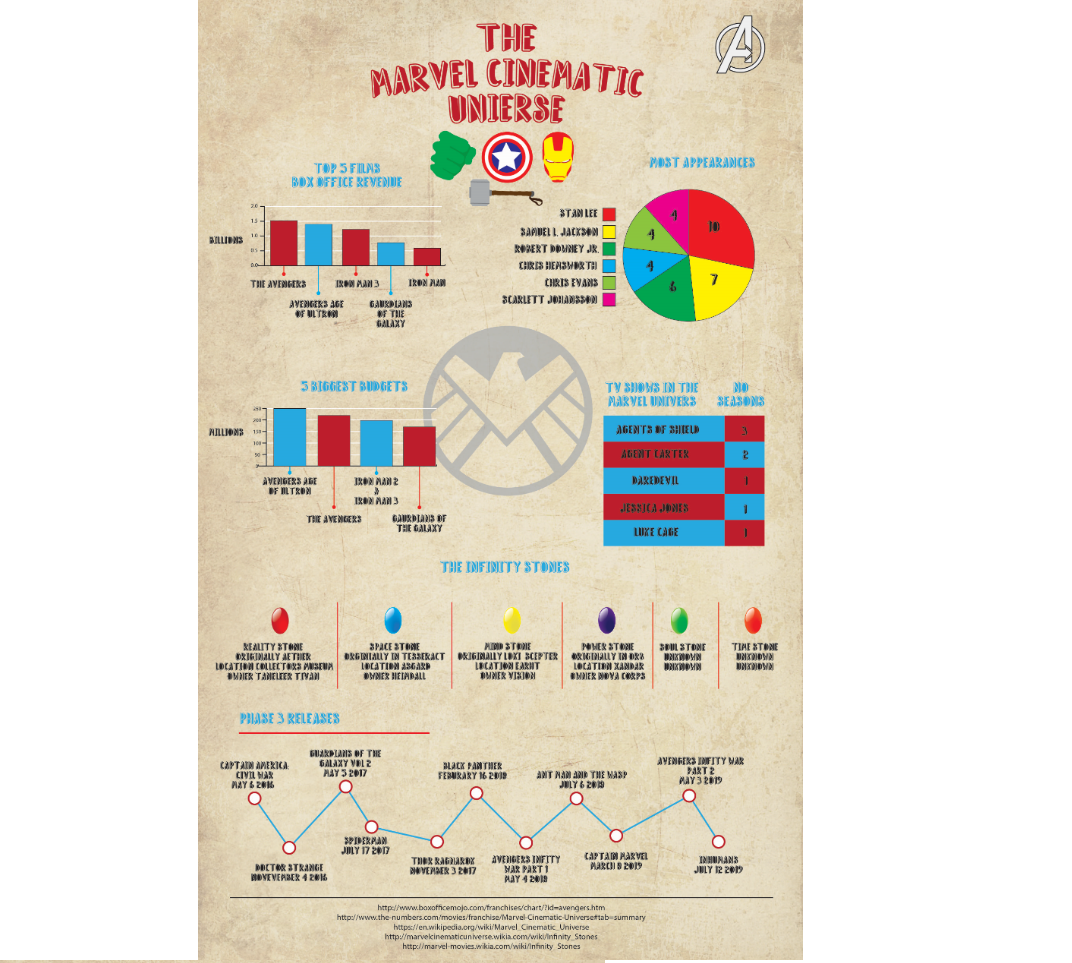 THE
MARVEL CINEMATIC
UNIERSE
TOP 5 FILMS
BOX OFFICE REVENUE
2.0
1.5
1.0
0.5
0.0
BILLIONS
THE AVENGERS
IRON MAN 3
IRON MAN
AVENGERS AGE
OF ULTRON
GAURDIANS
OF THE
GALAXY
MOST APPEARANCES
STAN LEE
SAMUEL L. JACKSON
ROBERT DOWNEY JR.
CHRIS HEMSWORTH
CHRIS EVANS
SCARLETT JOHANSSON
10
7
6
4
4
4
5 BIGGEST BUDGETS
250
200
150
100
50
0
MILLIONS
AVENGERS AGE
OF ULTRON
IRON MAN 2
&
IRON MAN 3
THE AVENGERS
GAURDIANS OF
THE GALAXY
TV SHOWS IN THE
MARVEL UNIVERS
NO
SEASONS
AGENTS OF SHIELD 3
AGENT CARTER 2
DAREDEVIL 1
JESSICA JONES 1
LUKE CAGE 1
THE INFINITY STONES
REALITY STONE
ORIGINALLY AETHER
LOCATION COLLECTORS MUSEUM
OWNER TANELEER TIVAN
SPACE STONE
ORGINIALLY IN TESSERACT
LOCATION ASGARD
OWNER HEIMDALL
MIND STONE
ORIGINALLY LOKI SCEPTER
LOCATION EARHT
OWNER VISION
POWER STONE
ORIGINALLY IN ORB
LOCATION XANDAR
OWNER NOVA CORPS
SOUL STONE
UNKNOWN
UNKNOWN
TIME STONE
UNKNOWN
UNKNOWN
PHASE 3 RELEASES
CAPTAIN AMERICA:
CIVIL WAR
MAY 6 2016
DOCTOR STRANGE
NOVEVEMBER 4 2016
GUARDIANS OF THE
GALAXY VOL 2
MAY 5 2017
SPIDERMAN
JULY 17 2017
THOR RAGNAROK
NOVEMBER 3 2017
BLACK PANTHER
FEBURARY 16 2018
AVENGERS INFITY
WAR PART 1
MAY 4 2018
ANT MAN AND THE WASP
JULY 6 2018
CAPTAIN MARVEL
MARCH 8 2019
AVENGERS INFITY WAR
PART 2
MAY 3 2019
INHUMANS
JULY 12 2019
http://www.boxofficemojo.com/franchises/chart/?id=avengers.htm
http://www.the-numbers.com/movies/franchise/Marvel-Cinematic-Universe#tab=summary
https://en.wikipedia.org/wiki/Marvel_Cinematic_Universe
http://marvelcinematicuniverse.wikia.com/wiki/Infinity_Stones
http://marvel-movies.wikia.com/wiki/Infinity_Stones